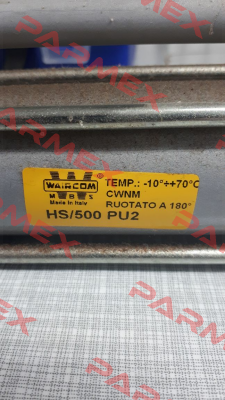 PARMEX
WAIRCOM
M B S
Made in Italy
TEMP.: -10°÷+70°C
CWNM
RUOTATO A 180°
HS/500 PU2
PARMEX
PARMEX